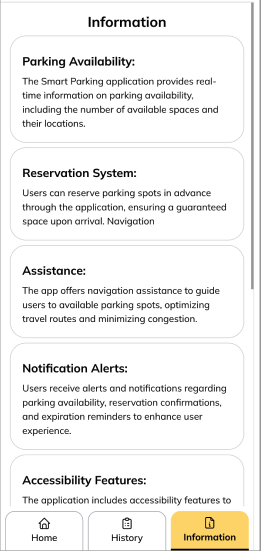 Information
Parking Availability:
The Smart Parking application provides real-
time information on parking availability,
including the number of available spaces and
their locations.
Reservation System:
Users can reserve parking spots in advance
through the application, ensuring a guaranteed
space upon arrival. Navigation
Assistance:
The app offers navigation assistance to guide
users to available parking spots, optimizing
travel routes and minimizing congestion.
Notification Alerts:
Users receive alerts and notifications regarding
parking availability, reservation confirmations,
and expiration reminders to enhance user
experience.
Accessibility Features:
The application includes accessibility features to
Home
History
Information